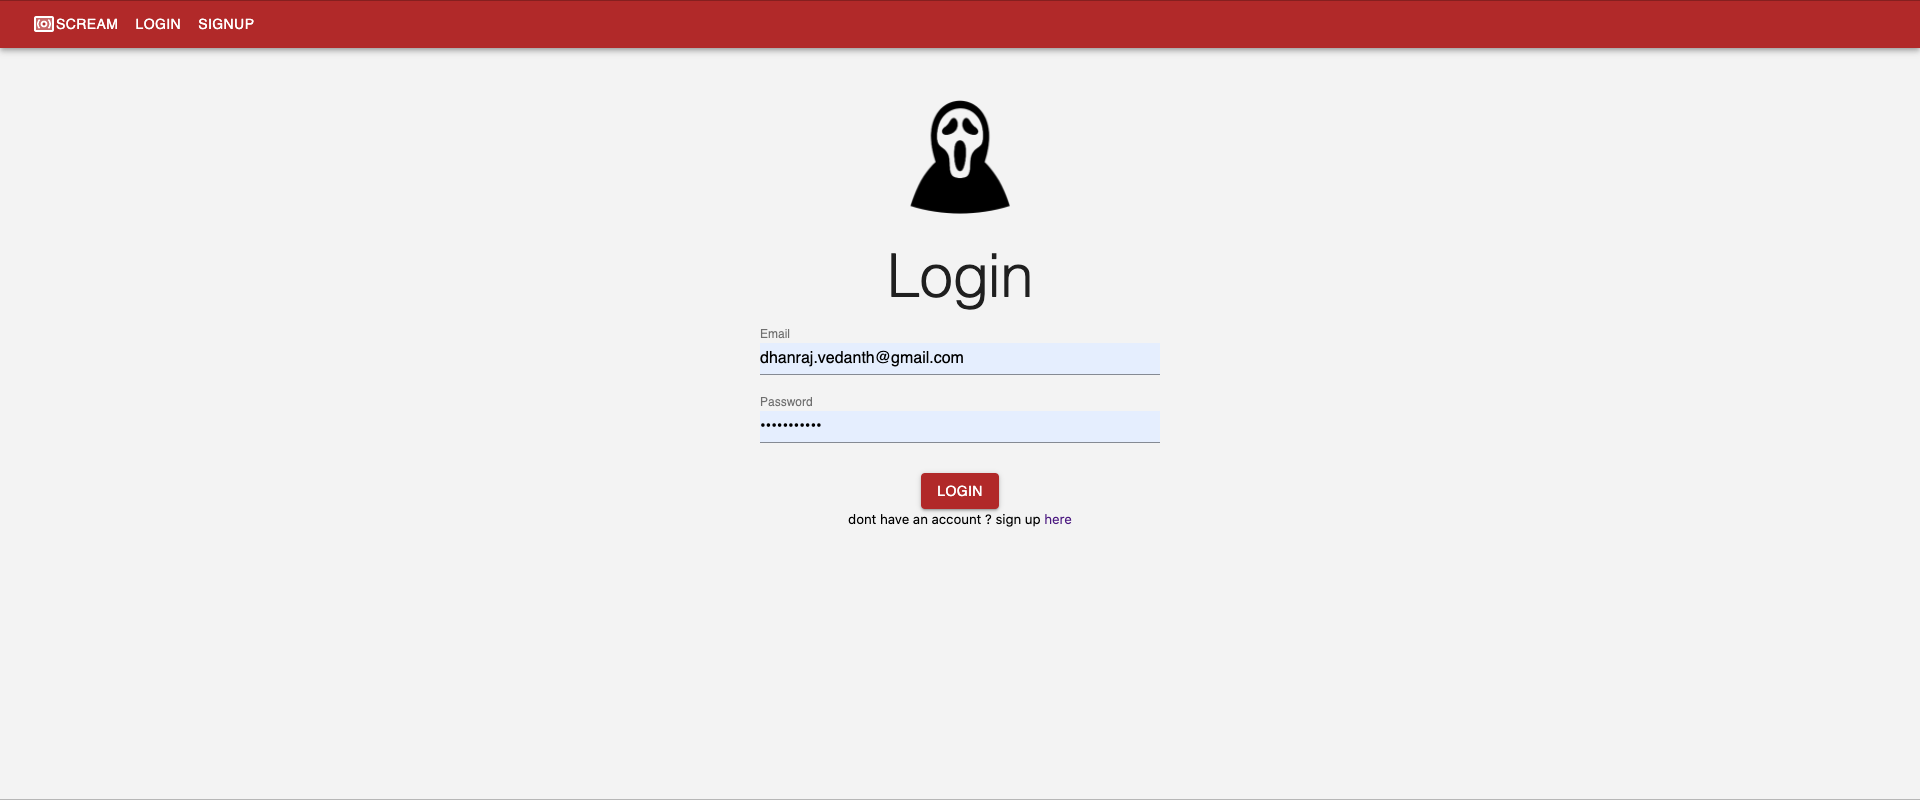 SCREAM LOGIN SIGNUP
Login
Email
dhanraj.vedanth@gmail.com
Password
•••••••••••
LOGIN
dont have an account ? sign up here